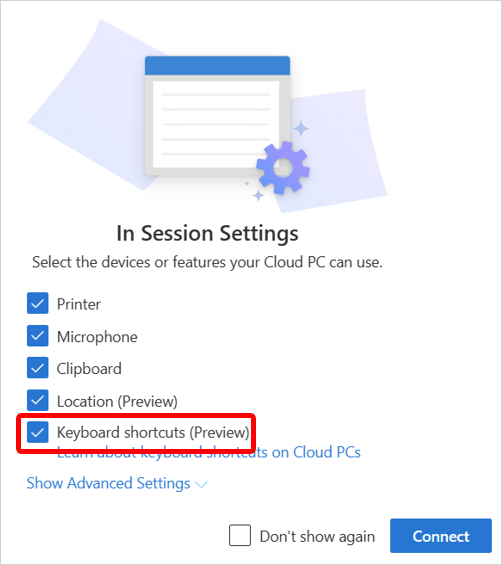 In Session Settings
Select the devices or features your Cloud PC can use.
Printer
Microphone
Clipboard
Location (Preview)
Keyboard shortcuts (Preview)
Learn about keyboard shortcuts on Cloud PCs
Show Advanced Settings
Don't show again
Connect